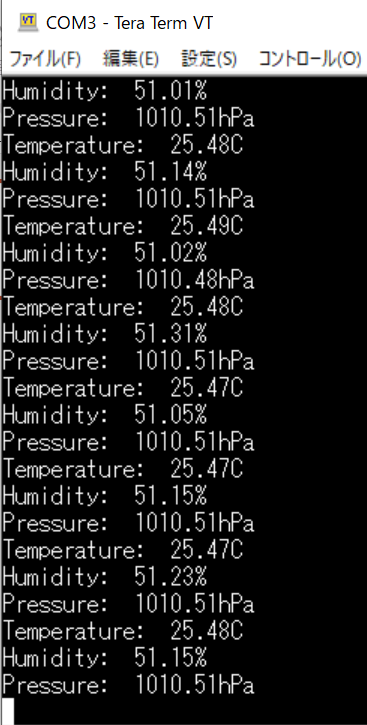 COM3 - Tera Term VT
ファイル(F) 編集(E) 設定(S) コントロール(O)
Humidity:  51.01%
Pressure:  1010.51hPa
Temperature:  25.48C
Humidity:  51.14%
Pressure:  1010.51hPa
Temperature:  25.49C
Humidity:  51.02%
Pressure:  1010.48hPa
Temperature:  25.48C
Humidity:  51.31%
Pressure:  1010.51hPa
Temperature:  25.47C
Humidity:  51.05%
Pressure:  1010.51hPa
Temperature:  25.47C
Humidity:  51.15%
Pressure:  1010.51hPa
Temperature:  25.47C
Humidity:  51.23%
Pressure:  1010.51hPa
Temperature:  25.48C
Humidity:  51.15%
Pressure:  1010.51hPa